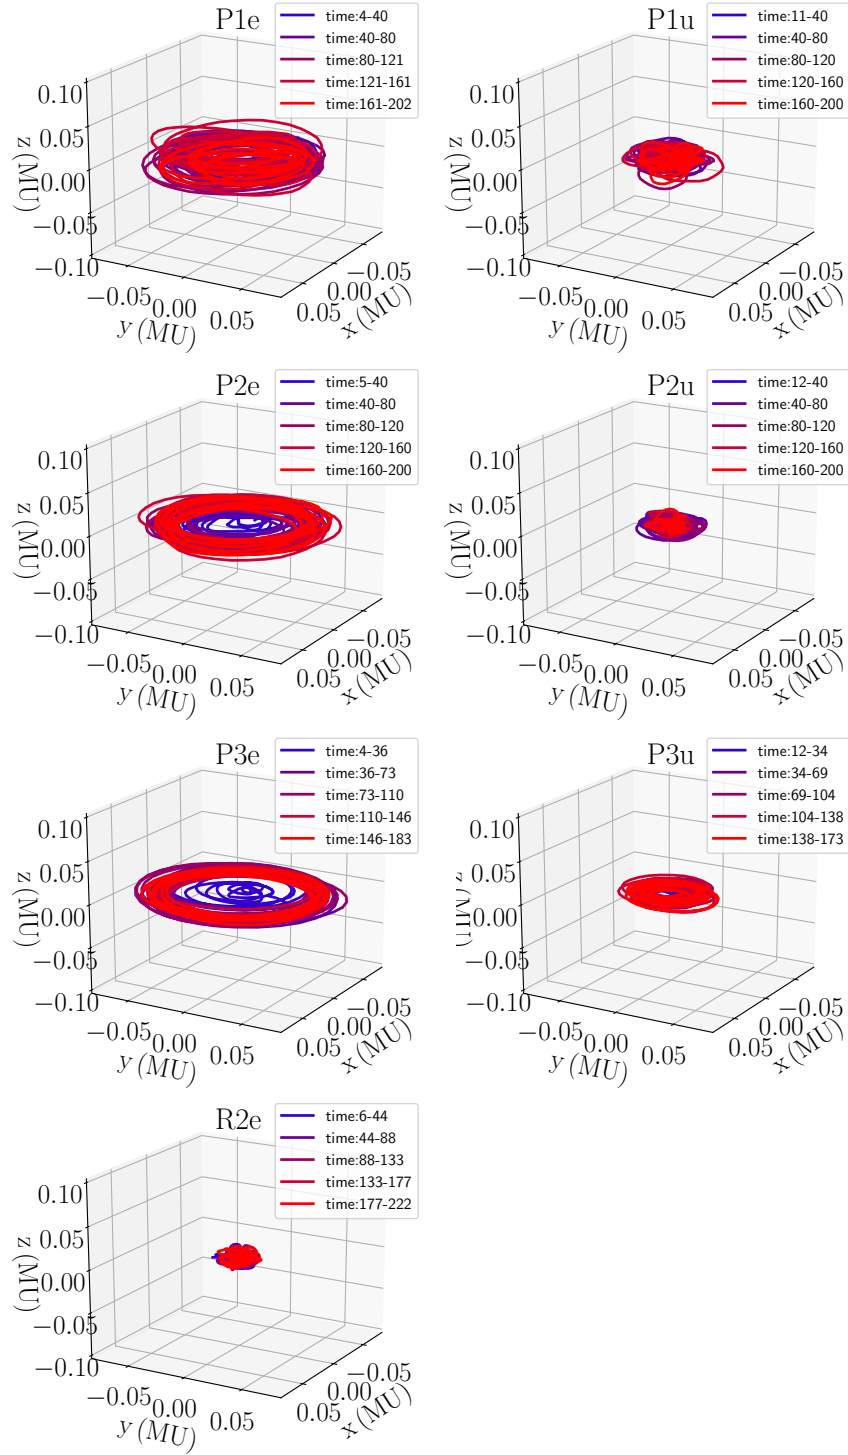 P1e
time:4-40
time:40-80
time:80-121
time:121-161
time:161-202
0.10
0.05
0.00
−0.05
−0.10
z (MU)
−0.05
0.00
0.05
y (MU)
−0.05
0.00
0.05
x (MU)
P1u
time:11-40
time:40-80
time:80-120
time:120-160
time:160-200
0.10
0.05
0.00
−0.05
−0.10
z (MU)
−0.05
0.00
0.05
y (MU)
−0.05
0.00
0.05
x (MU)
P2e
time:5-40
time:40-80
time:80-120
time:120-160
time:160-200
0.10
0.05
0.00
−0.05
−0.10
z (MU)
−0.05
0.00
0.05
y (MU)
−0.05
0.00
0.05
x (MU)
P2u
time:12-40
time:40-80
time:80-120
time:120-160
time:160-200
0.10
0.05
0.00
−0.05
−0.10
z (MU)
−0.05
0.00
0.05
y (MU)
−0.05
0.00
0.05
x (MU)
P3e
time:4-36
time:36-73
time:73-110
time:110-146
time:146-183
0.10
0.05
0.00
−0.05
−0.10
z (MU)
−0.05
0.00
0.05
y (MU)
−0.05
0.00
0.05
x (MU)
P3u
time:12-34
time:34-69
time:69-104
time:104-138
time:138-173
0.10
0.05
0.00
−0.05
−0.10
z (MU)
−0.05
0.00
0.05
y (MU)
−0.05
0.00
0.05
x (MU)
R2e
time:6-44
time:44-88
time:88-133
time:133-177
time:177-222
0.10
0.05
0.00
−0.05
−0.10
z (MU)
−0.05
0.00
0.05
y (MU)
−0.05
0.00
0.05
x (MU)